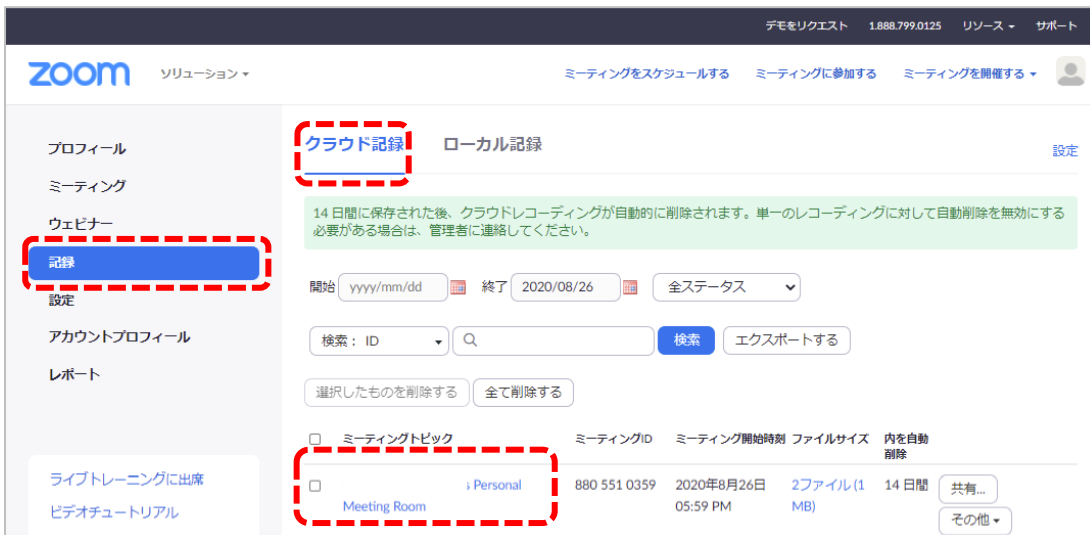 デモをリクエスト 1.888.799.0125 リソース サポート
zoom ソリューション ミーティングをスケジュールする ミーティングに参加する ミーティングを開催する
プロフィール
ミーティング
ウェビナー
記録
設定
アカウントプロフィール
レポート
ライブトレーニングに出席
ビデオチュートリアル
クラウド記録 ローカル記録 設定
14 日間に保存された後、クラウドレコーディングが自動的に削除されます。単一のレコーディングに対して自動削除を無効にする
必要がある場合は、管理者に連絡してください。
開始 yyyy/mm/dd 終了 2020/08/26 全ステータス
検索： ID 検索 エクスポートする
選択したものを削除する 全て削除する
ミーティングトピック ミーティングID ミーティング開始時刻 ファイルサイズ 内を自動
削除
s Personal 880 551 0359 2020年8月26日 2ファイル (1 14 日間 共有...
Meeting Room 05:59 PM MB) その他